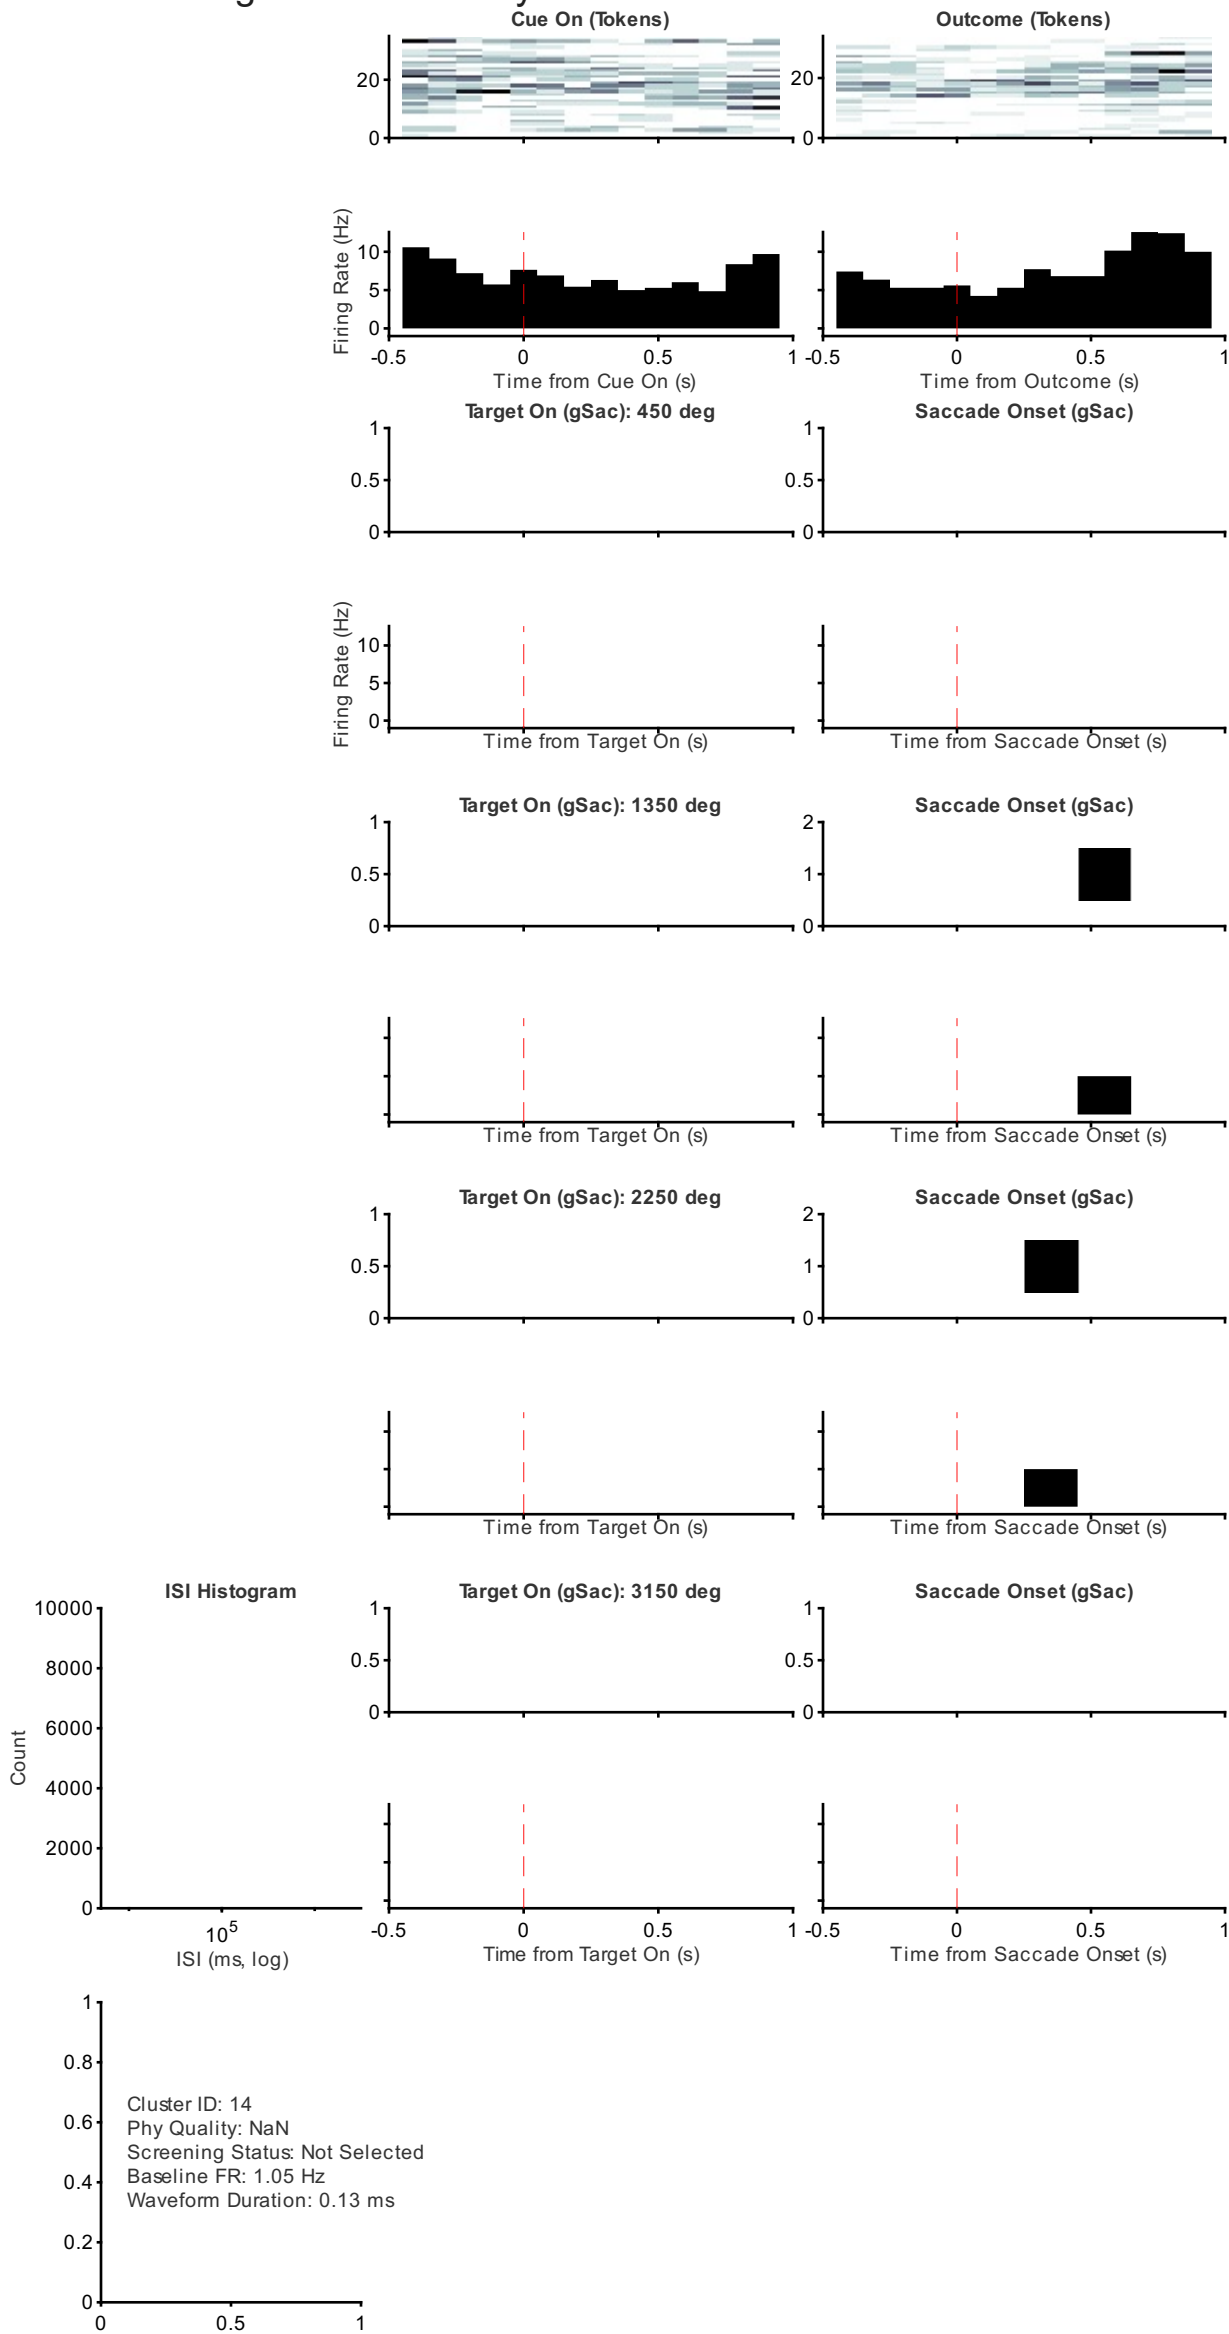 Cue On (Tokens)
Outcome (Tokens)
20
0
20
0
Firing Rate (Hz)
10
5
0
-0.5
0
0.5
1
-0.5
0
0.5
1
Time from Cue On (s)
Time from Outcome (s)
Target On (gSac): 450 deg
Saccade Onset (gSac)
1
0.5
0
1
0.5
0
Firing Rate (Hz)
10
5
0
Time from Target On (s)
Time from Saccade Onset (s)
Target On (gSac): 1350 deg
Saccade Onset (gSac)
1
0.5
0
2
1
0
Time from Target On (s)
Time from Saccade Onset (s)
Target On (gSac): 2250 deg
Saccade Onset (gSac)
1
0.5
0
2
1
0
Time from Target On (s)
Time from Saccade Onset (s)
ISI Histogram
Target On (gSac): 3150 deg
Saccade Onset (gSac)
10000
8000
6000
4000
2000
0
Count
10^5
ISI (ms, log)
1
0.5
0
1
0.5
0
-0.5
0
0.5
1
-0.5
0
0.5
1
Time from Target On (s)
Time from Saccade Onset (s)
1
0.8
0.6
0.4
0.2
0
Cluster ID: 14
Phy Quality: NaN
Screening Status: Not Selected
Baseline FR: 1.05 Hz
Waveform Duration: 0.13 ms
0
0.5
1